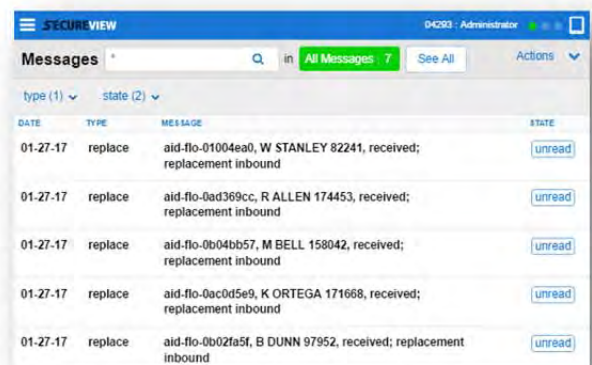 SECUREVIEW 04293 : Administrator
Messages * in All Messages : 7 See All Actions
type (1) state (2)
DATE TYPE MESSAGE STATE
01-27-17 replace aid-flo-01004ea0, W STANLEY 82241, received; unread
replacement inbound
01-27-17 replace aid-flo-0ad369cc, R ALLEN 174453, received; unread
replacement inbound
01-27-17 replace aid-flo-0b04bb57, M BELL 158042, received; unread
replacement inbound
01-27-17 replace aid-flo-0ac0d5e9, K ORTEGA 171668, received; unread
replacement inbound
01-27-17 replace aid-flo-0b02fa5f, B DUNN 97952, received; replacement unread
inbound